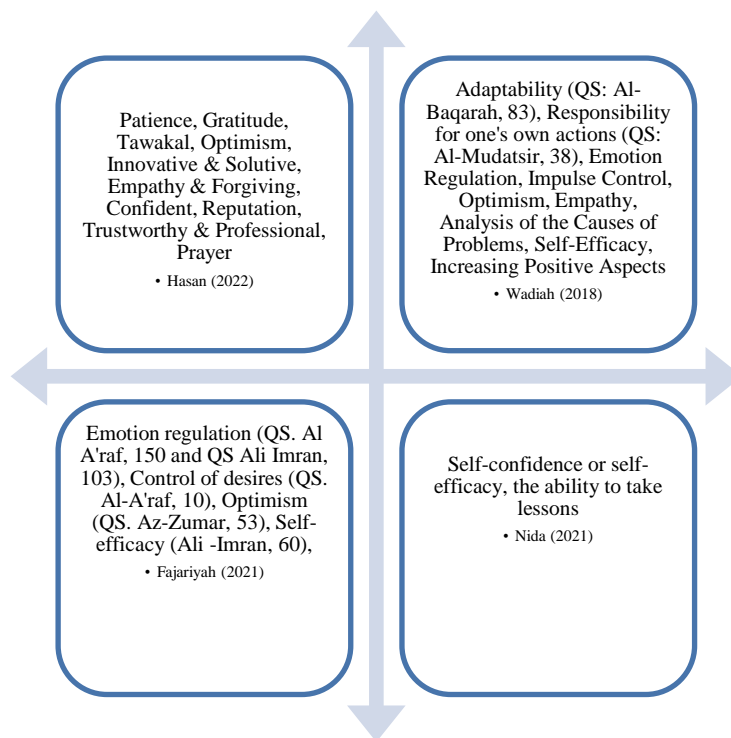 Patience, Gratitude,
Tawakal, Optimism,
Innovative & Solutive,
Empathy & Forgiving,
Confident, Reputation,
Trustworthy & Professional,
Prayer
• Hasan (2022)
Adaptability (QS: Al-
Baqarah, 83), Responsibility
for one's own actions (QS:
Al-Mudatsir, 38), Emotion
Regulation, Impulse Control,
Optimism, Empathy,
Analysis of the Causes of
Problems, Self-Efficacy,
Increasing Positive Aspects
• Wadiah (2018)
Emotion regulation (QS. Al
A'raf, 150 and QS Ali Imran,
103), Control of desires (QS.
Al-A'raf, 10), Optimism
(QS. Az-Zumar, 53), Self-
efficacy (Ali -Imran, 60),
• Fajariyah (2021)
Self-confidence or self-
efficacy, the ability to take
lessons
• Nida (2021)